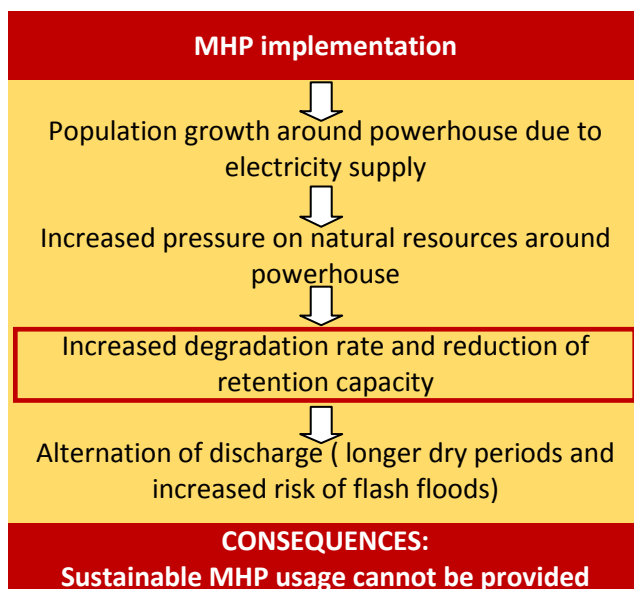 MHP implementation
Population growth around powerhouse due to
electricity supply
Increased pressure on natural resources around
powerhouse
Increased degradation rate and reduction of
retention capacity
Alternation of discharge ( longer dry periods and
increased risk of flash floods)
CONSEQUENCES:
Sustainable MHP usage cannot be provided